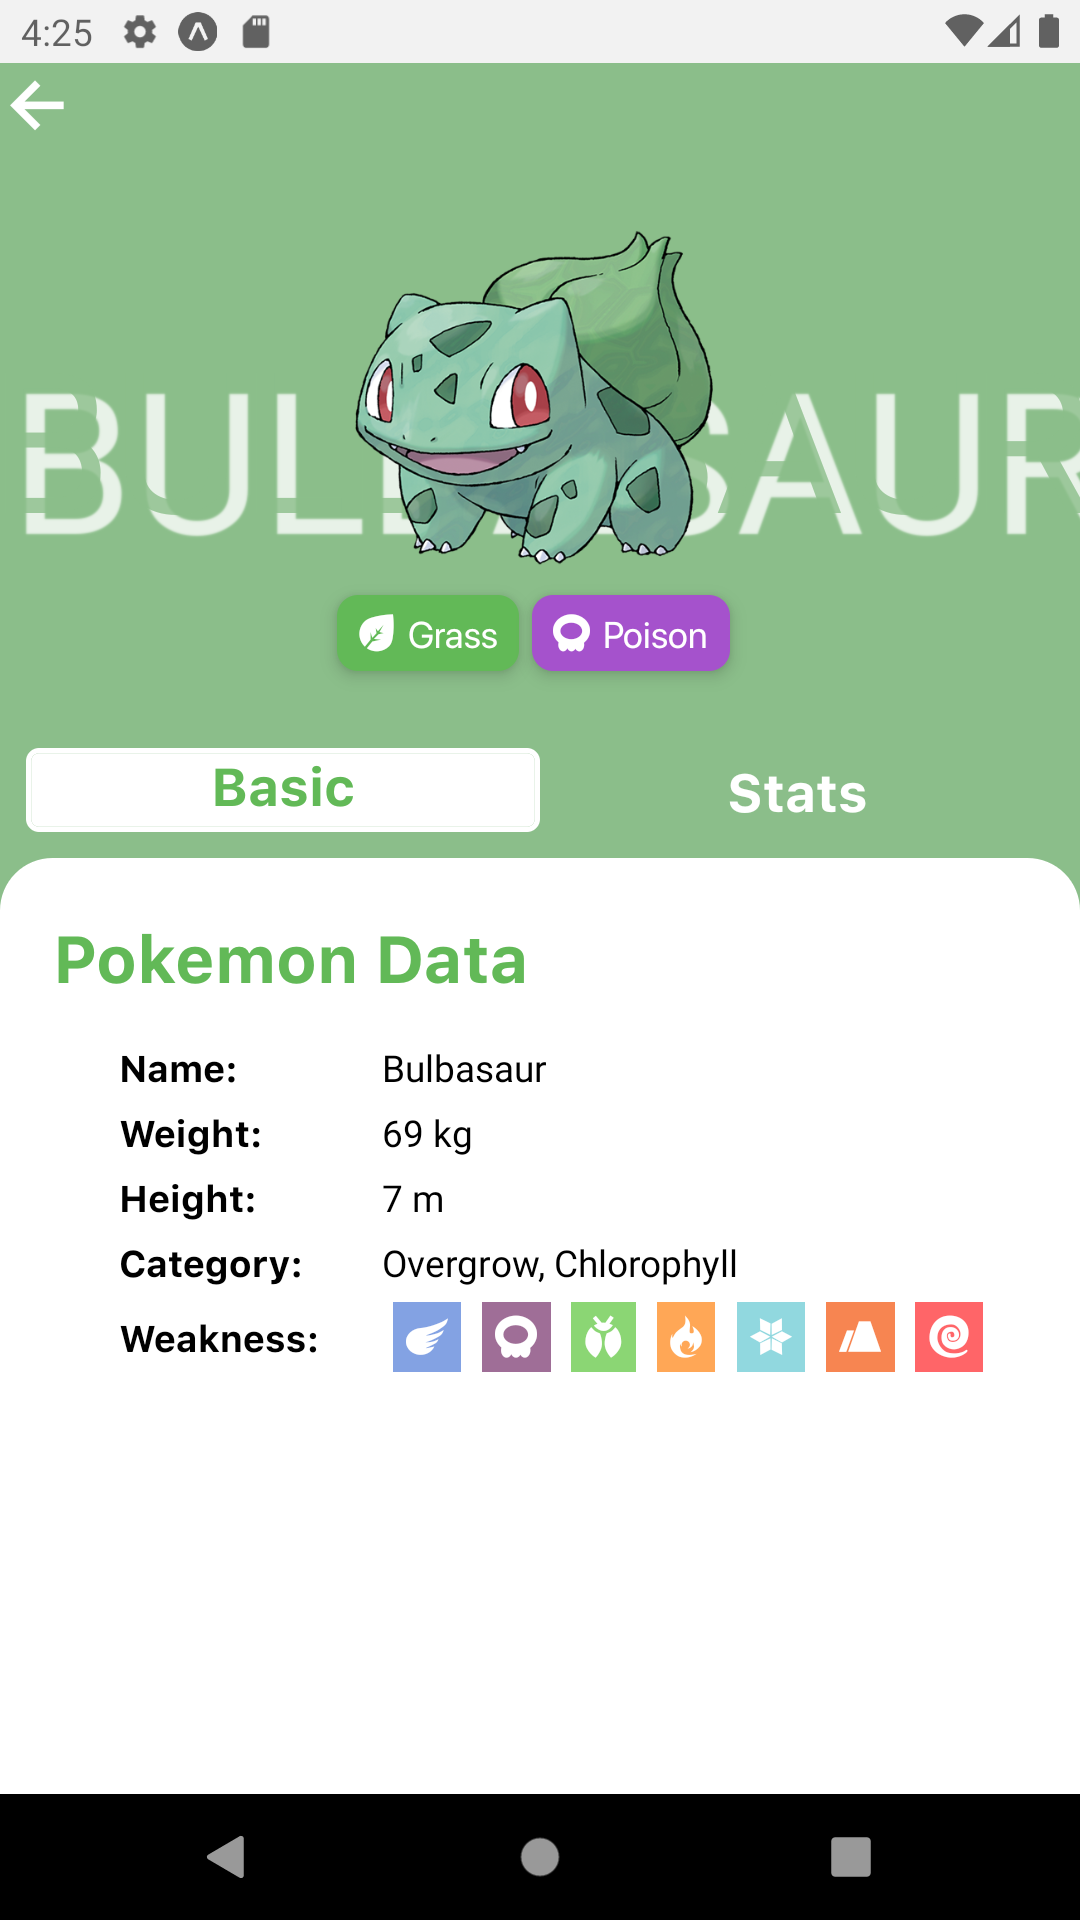 4:25
BULBASAUR
Grass Poison
Basic Stats
Pokemon Data
Name: Bulbasaur
Weight: 69 kg
Height: 7 m
Category: Overgrow, Chlorophyll
Weakness: